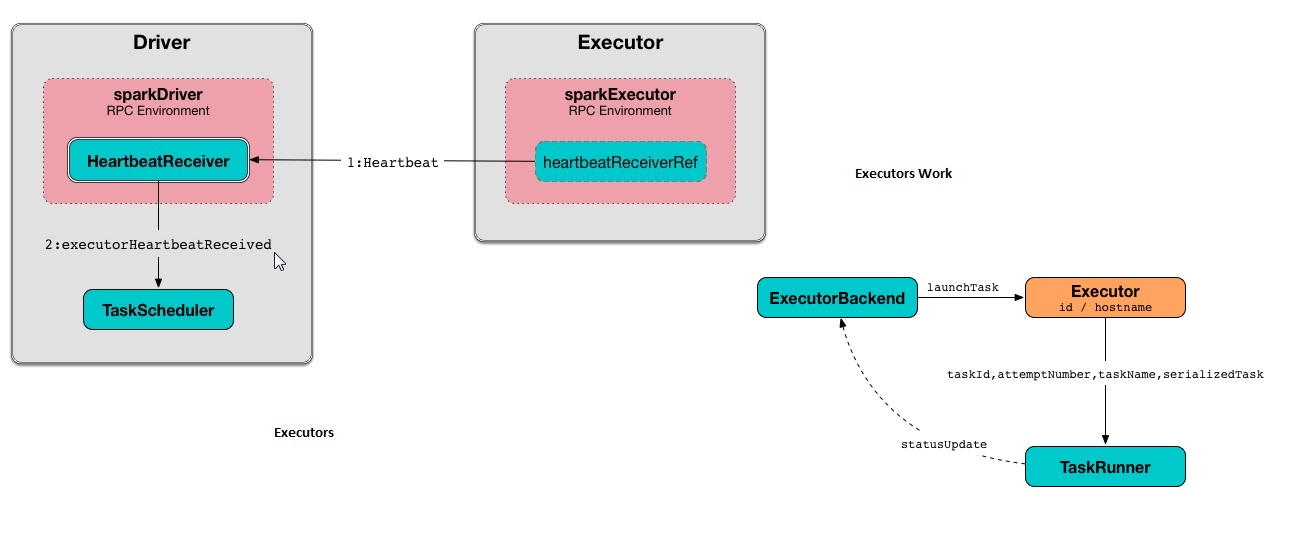 Driver
sparkDriver
RPC Environment
HeartbeatReceiver
2:executorHeartbeatReceived
TaskScheduler
1:Heartbeat
Executor
sparkExecutor
RPC Environment
heartbeatReceiverRef
Executors
Executors Work
ExecutorBackend
launchTask
Executor
id / hostname
taskId,attemptNumber,taskName,serializedTask
statusUpdate
TaskRunner